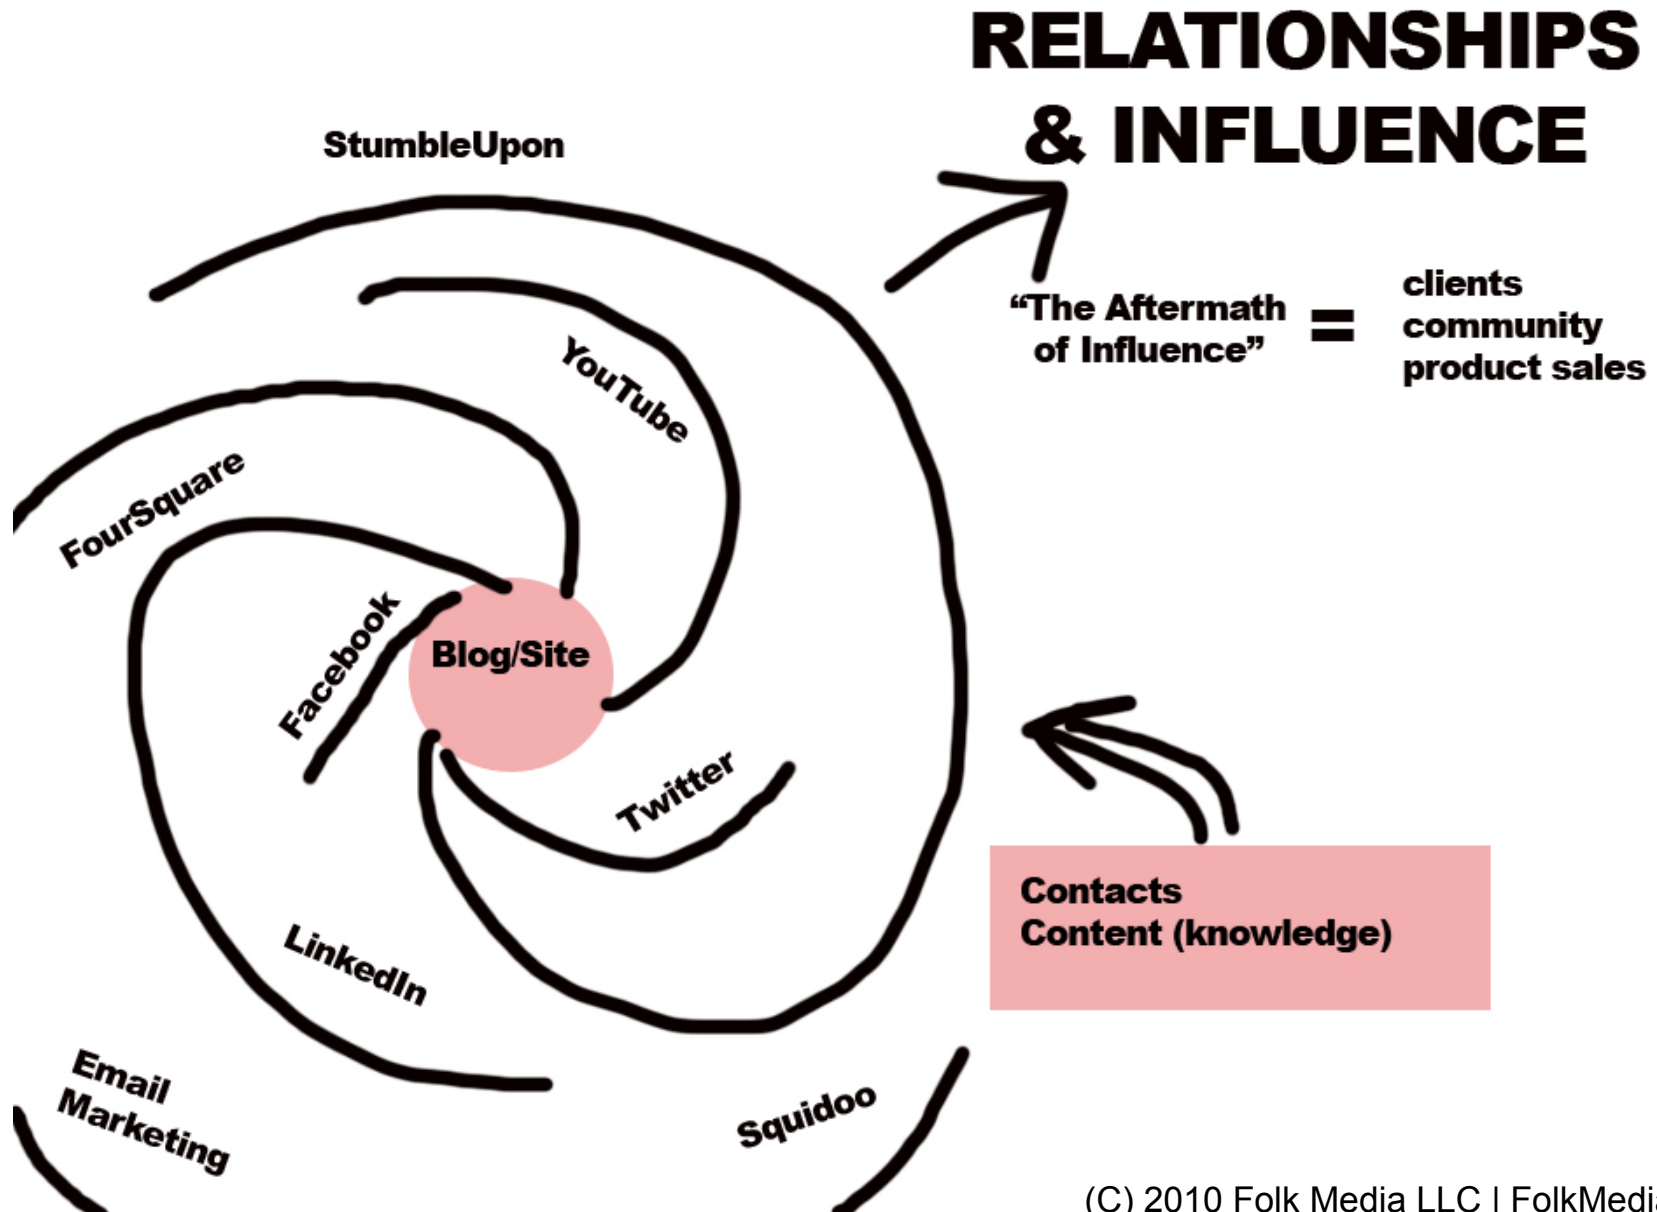 RELATIONSHIPS
& INFLUENCE
StumbleUpon
“The Aftermath
of Influence”
=
clients
community
product sales
YouTube
FourSquare
Facebook
Blog/Site
Twitter
Contacts
Content (knowledge)
LinkedIn
Email
Marketing
Squidoo
(C) 2010 Folk Media LLC | FolkMedia